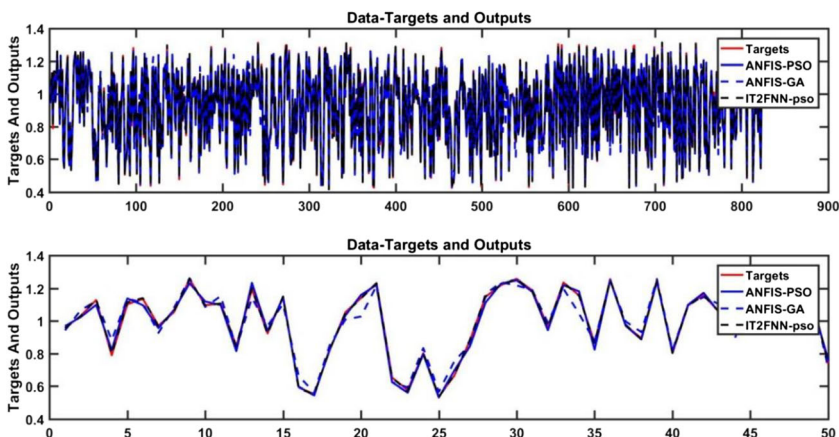 Data-Targets and Outputs
Targets And Outputs
1.4
1.2
1
0.8
0.6
0.4
0
100
200
300
400
500
600
700
800
900
Targets
ANFIS-PSO
ANFIS-GA
IT2FNN-pso
Data-Targets and Outputs
Targets And Outputs
1.4
1.2
1
0.8
0.6
0.4
0
5
10
15
20
25
30
35
40
45
50
Targets
ANFIS-PSO
ANFIS-GA
IT2FNN-pso